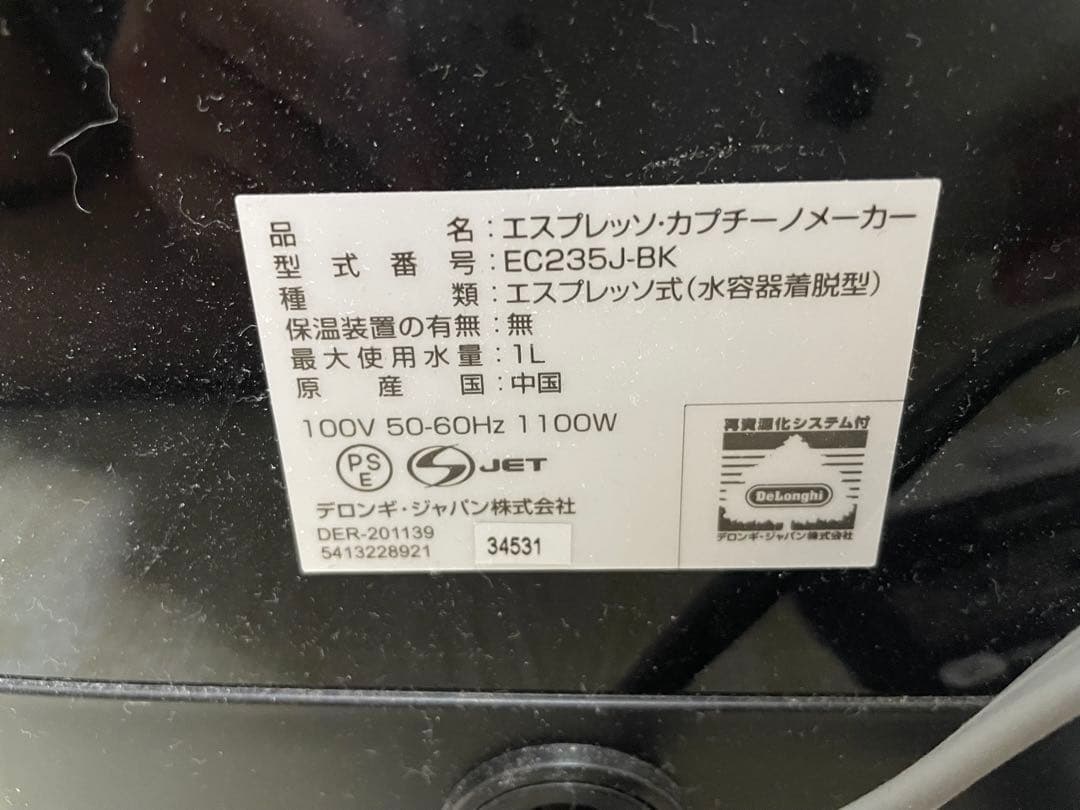 品名：エスプレッソ・カプチーノメーカー
型式番号：EC235J-BK
種類：エスプレッソ式(水容器着脱型)
保温装置の有無：無
最大使用水量：1L
原産国：中国
100V 50-60Hz 1100W
PSE
S JET
デロンギ・ジャパン株式会社
DER-201139
5413228921
34531
再資源化システム付
DeLonghi
デロンギ・ジャパン株式会社